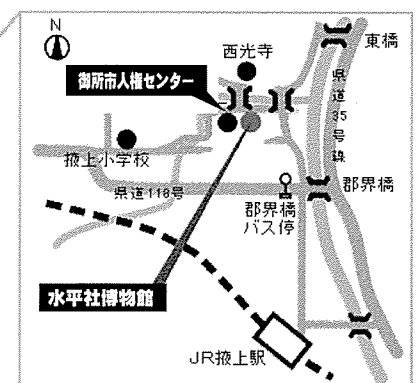 N
西光寺
東橋
御所市人権センター
県道35号線
掖上小学校
県道118号
郡界橋
バス停
郡界橋
水平社博物館
JR掖上駅